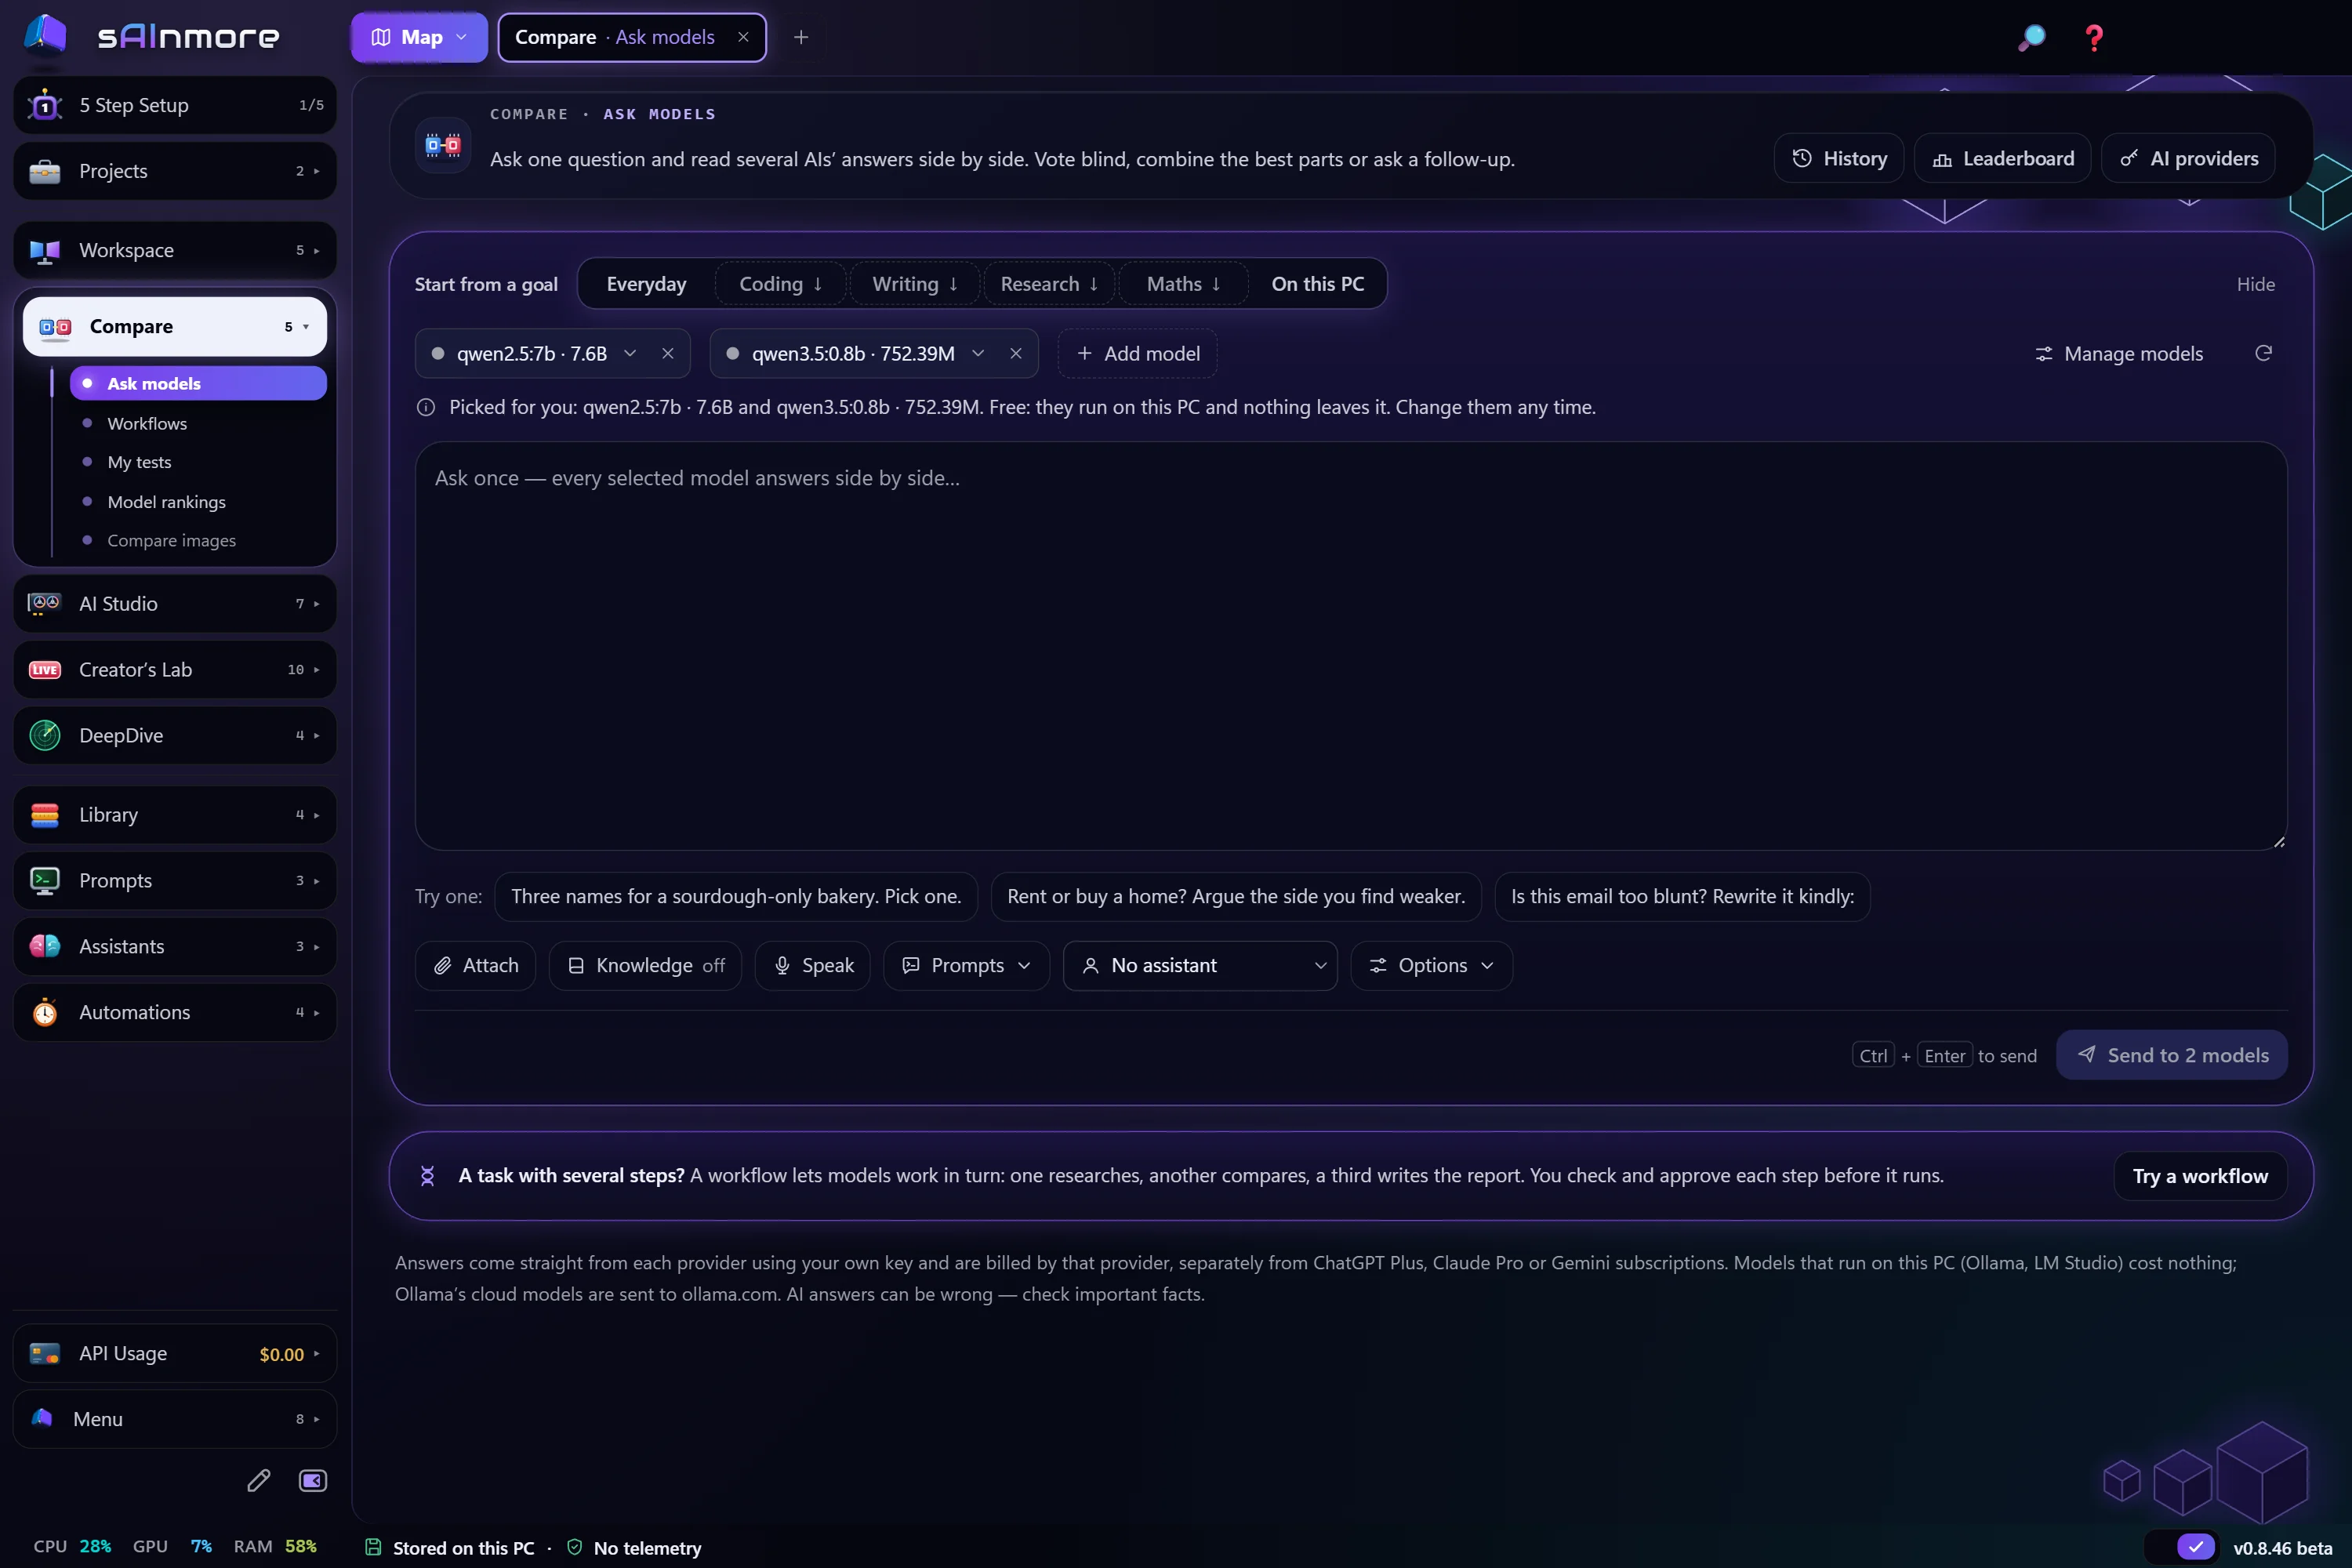 sAInmore
Map
Compare · Ask models
5 Step Setup 1/5
Projects 2
Workspace 5
Compare 5
Ask models
Workflows
My tests
Model rankings
Compare images
AI Studio 7
LIVE Creator’s Lab 10
DeepDive 4
Library 4
Prompts 3
Assistants 3
Automations 4
API Usage $0.00
Menu 8
CPU 28% GPU 7% RAM 58%
COMPARE · ASK MODELS
Ask one question and read several AIs’ answers side by side. Vote blind, combine the best parts or ask a follow-up.
History
Leaderboard
AI providers
Start from a goal
Everyday
Coding ↓
Writing ↓
Research ↓
Maths ↓
On this PC
Hide
qwen2.5:7b · 7.6B
qwen3.5:0.8b · 752.39M
+ Add model
Manage models
Picked for you: qwen2.5:7b · 7.6B and qwen3.5:0.8b · 752.39M. Free: they run on this PC and nothing leaves it. Change them any time.
Ask once — every selected model answers side by side…
Try one:
Three names for a sourdough-only bakery. Pick one.
Rent or buy a home? Argue the side you find weaker.
Is this email too blunt? Rewrite it kindly:
Attach
Knowledge off
Speak
Prompts
No assistant
Options
Ctrl + Enter to send
Send to 2 models
A task with several steps? A workflow lets models work in turn: one researches, another compares, a third writes the report. You check and approve each step before it runs.
Try a workflow
Answers come straight from each provider using your own key and are billed by that provider, separately from ChatGPT Plus, Claude Pro or Gemini subscriptions. Models that run on this PC (Ollama, LM Studio) cost nothing;
Ollama’s cloud models are sent to ollama.com. AI answers can be wrong — check important facts.
Stored on this PC · No telemetry
v0.8.46 beta